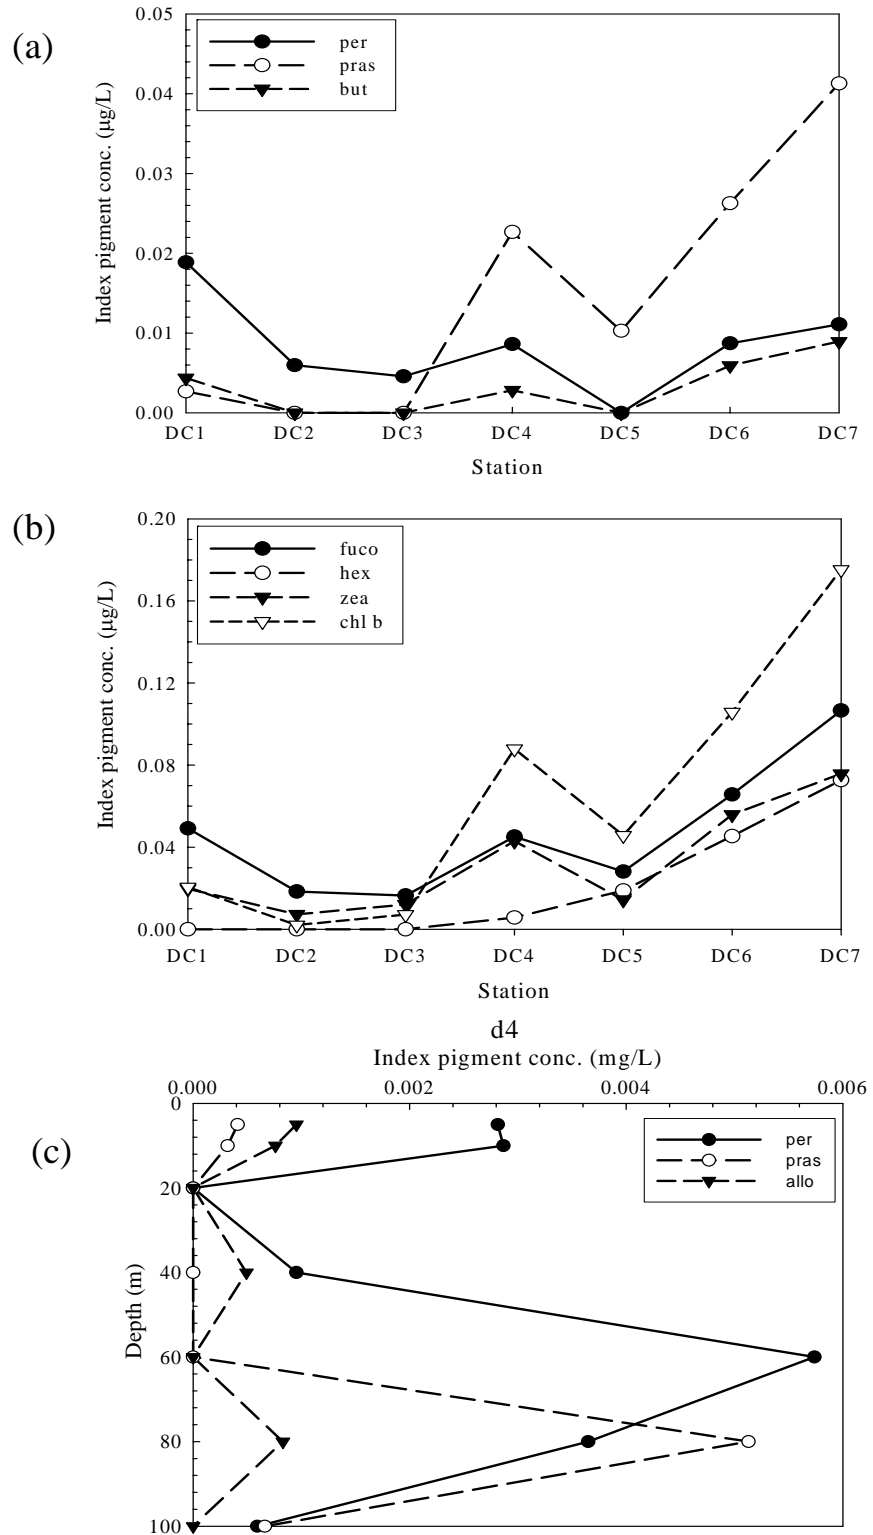 (a)
per
pras
but
0.05
0.04
0.03
0.02
0.01
0.00
Index pigment conc. (µg/L)
DC1 DC2 DC3 DC4 DC5 DC6 DC7
Station
(b)
fuco
hex
zea
chl b
0.20
0.16
0.12
0.08
0.04
0.00
Index pigment conc. (µg/L)
DC1 DC2 DC3 DC4 DC5 DC6 DC7
Station
d4
Index pigment conc. (mg/L)
0.000 0.002 0.004 0.006
(c)
per
pras
allo
0
20
40
60
80
100
Depth (m)